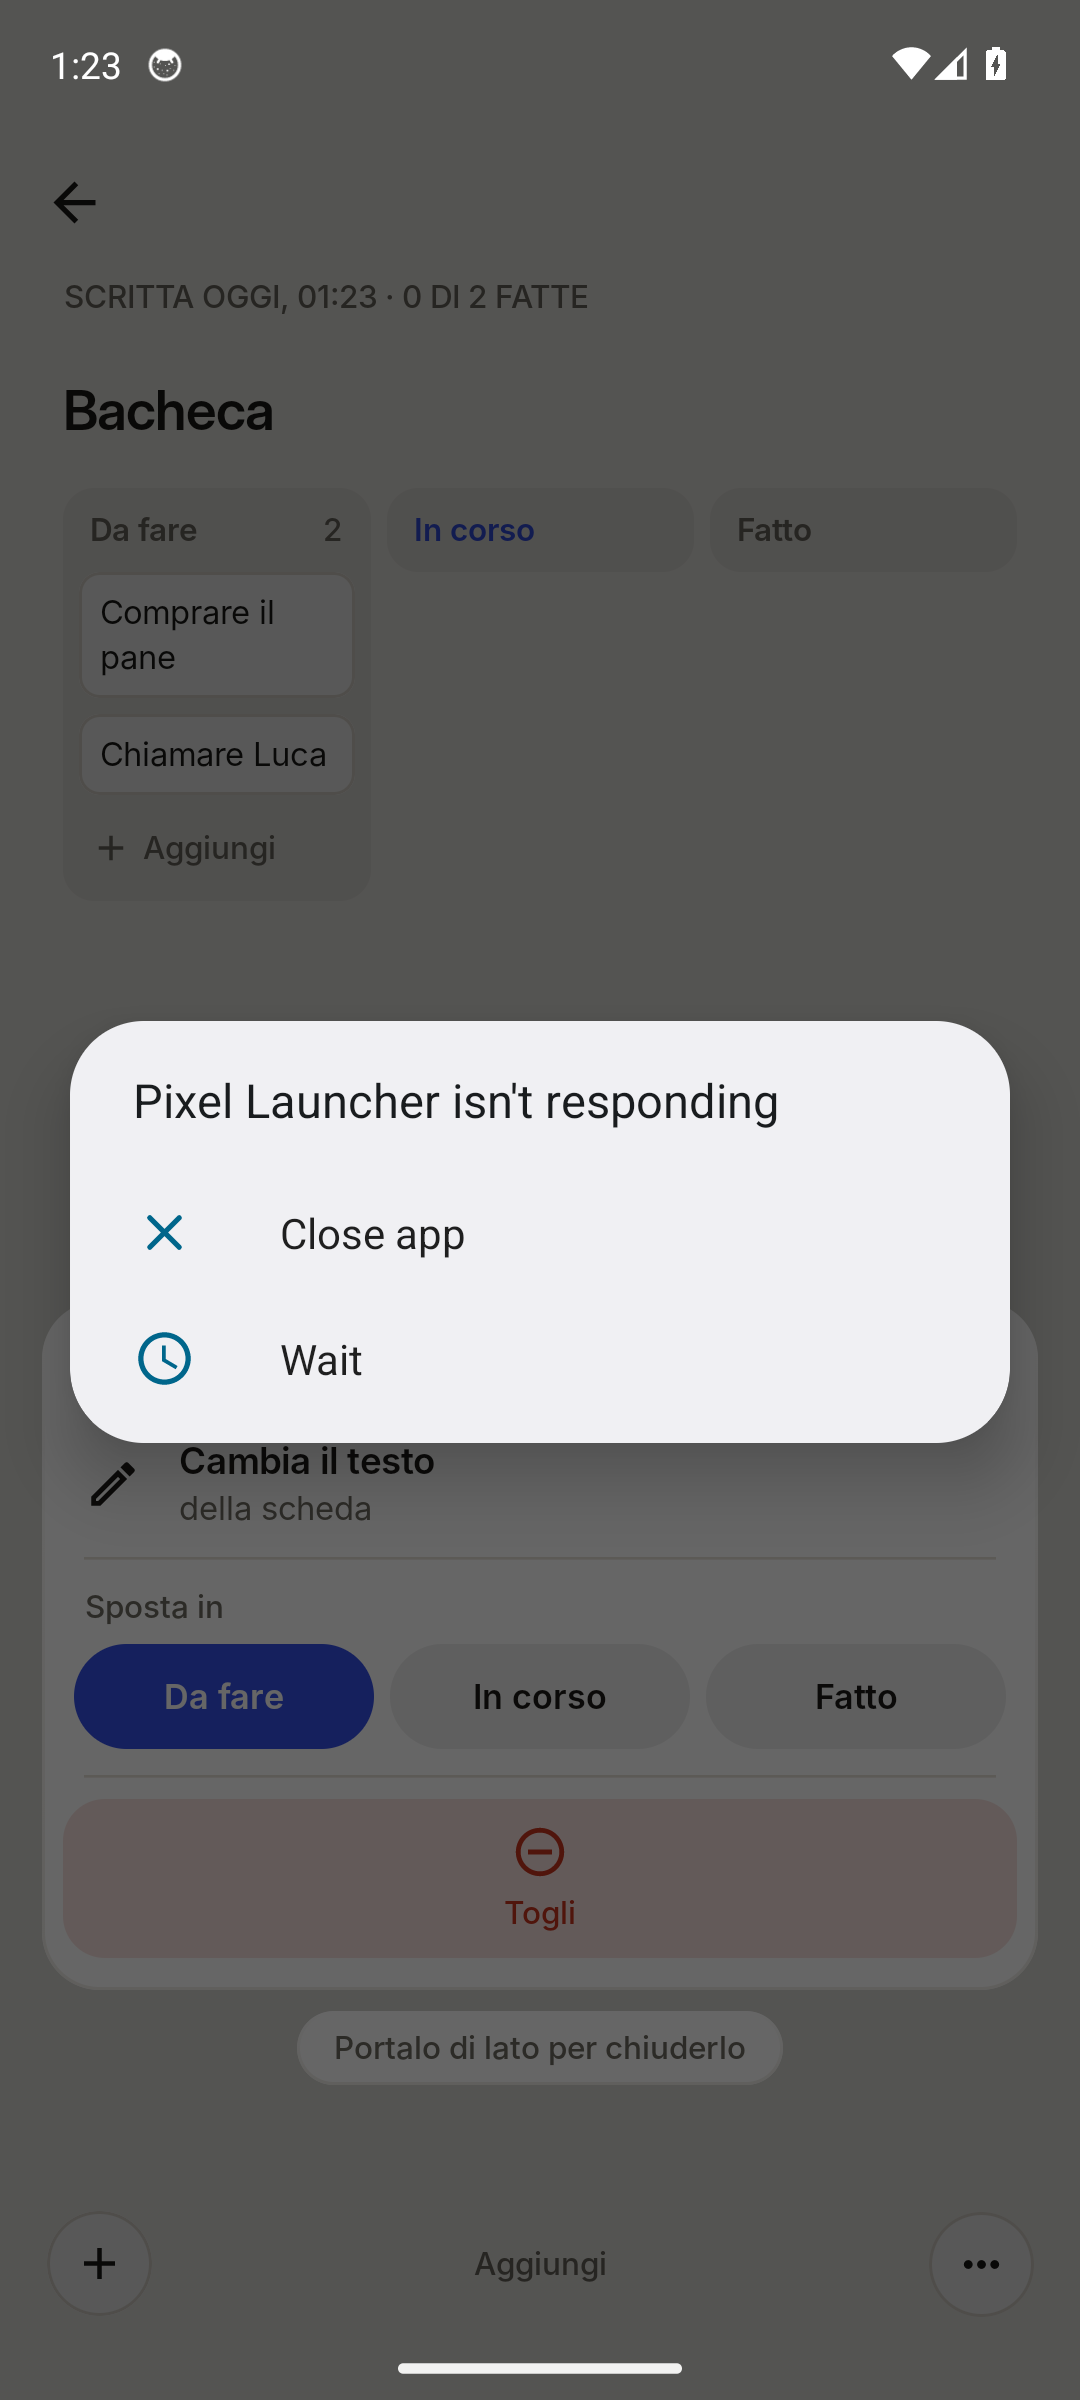 1:23
SCRITTA OGGI, 01:23 · 0 DI 2 FATTE
Bacheca
Da fare 2
In corso
Fatto
Comprare il
pane
Chiamare Luca
Aggiungi
Pixel Launcher isn't responding
Close app
Wait
Cambia il testo
della scheda
Sposta in
Da fare
In corso
Fatto
Togli
Portalo di lato per chiuderlo
Aggiungi